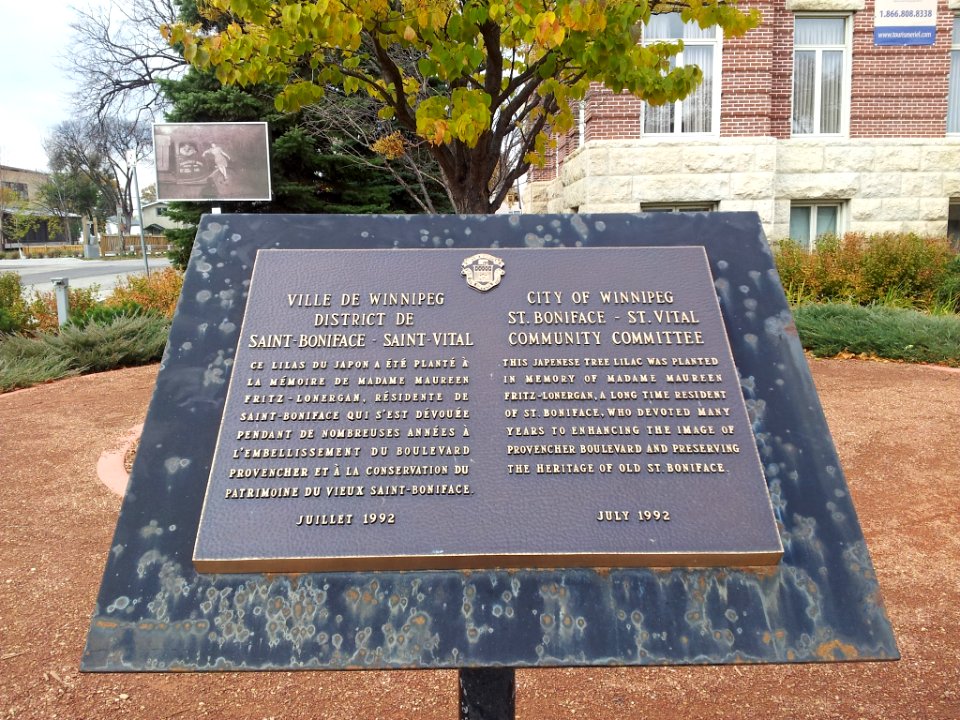 1.866.808.8338
www.tourismeriel.com
VILLE DE WINNIPEG
DISTRICT DE
SAINT-BONIFACE - SAINT-VITAL
CE LILAS DU JAPON A ÉTÉ PLANTÉ À
LA MÉMOIRE DE MADAME MAUREEN
FRITZ-LONERGAN, RÉSIDENTE DE
SAINT-BONIFACE QUI S'EST DÉVOUÉE
PENDANT DE NOMBREUSES ANNÉES À
L'EMBELLISSEMENT DU BOULEVARD
PROVENCHER ET À LA CONSERVATION DU
PATRIMOINE DU VIEUX SAINT-BONIFACE.
JUILLET 1992
CITY OF WINNIPEG
ST. BONIFACE - ST. VITAL
COMMUNITY COMMITTEE
THIS JAPENESE TREE LILAC WAS PLANTED
IN MEMORY OF MADAME MAUREEN
FRITZ-LONERGAN, A LONG TIME RESIDENT
OF ST. BONIFACE, WHO DEVOTED MANY
YEARS TO ENHANCING THE IMAGE OF
PROVENCHER BOULEVARD AND PRESERVING
THE HERITAGE OF OLD ST. BONIFACE.
JULY 1992